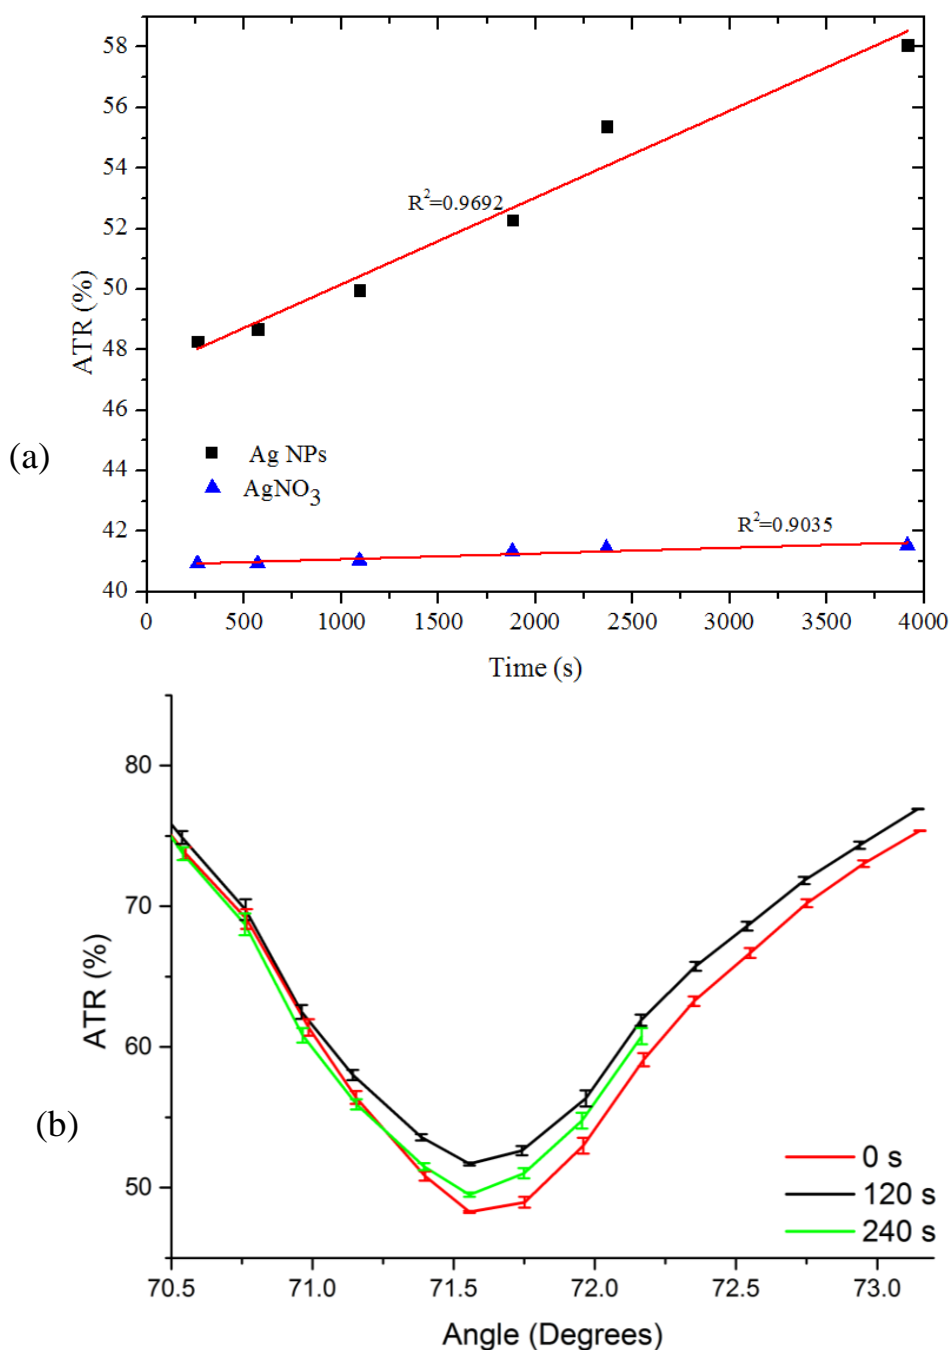 58
56
54
52
50
48
46
44
42
40
ATR (%)
R²=0.9692
(a)
Ag NPs
AgNO₃
R²=0.9035
0 500 1000 1500 2000 2500 3000 3500 4000
Time (s)
80
70
60
50
ATR (%)
(b)
0 s
120 s
240 s
70.5 71.0 71.5 72.0 72.5 73.0
Angle (Degrees)